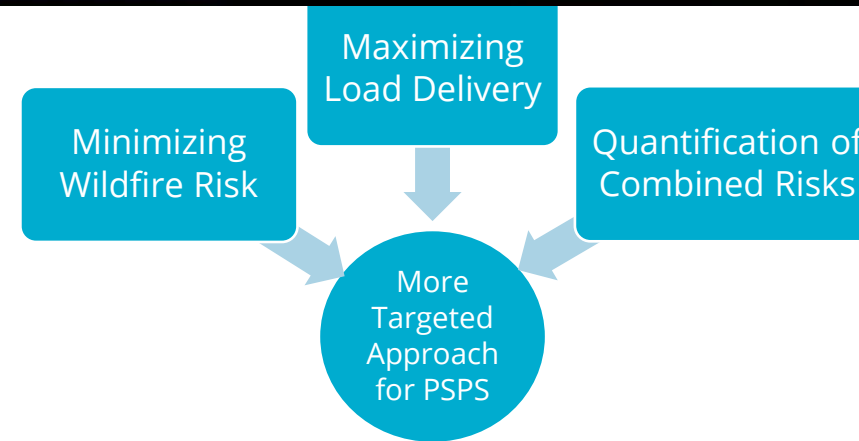 Maximizing
Load Delivery
Minimizing
Wildfire Risk
Quantification of
Combined Risks
More
Targeted
Approach
for PSPS